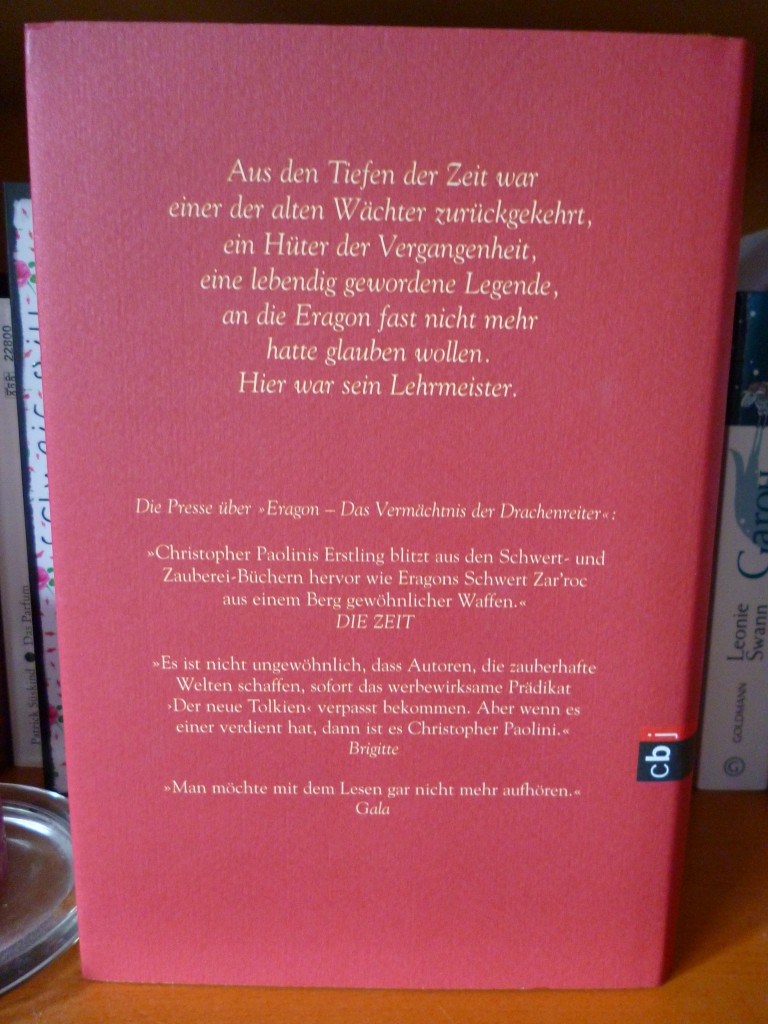 Aus den Tiefen der Zeit war
einer der alten Wächter zurückgekehrt,
ein Hüter der Vergangenheit,
eine lebendig gewordene Legende,
an die Eragon fast nicht mehr
hatte glauben wollen.
Hier war sein Lehrmeister.
Die Presse über »Eragon – Das Vermächtnis der Drachenreiter«:
»Christopher Paolinis Erstling blitzt aus den Schwert- und
Zauberei-Büchern hervor wie Eragons Schwert Zar'roc
aus einem Berg gewöhnlicher Waffen.«
DIE ZEIT
»Es ist nicht ungewöhnlich, dass Autoren, die zauberhafte
Welten schaffen, sofort das werbewirksame Prädikat
›Der neue Tolkien‹ verpasst bekommen. Aber wenn es
einer verdient hat, dann ist es Christopher Paolini.«
Brigitte
»Man möchte mit dem Lesen gar nicht mehr aufhören.«
Gala
cbj
22800
Patrick Süskind ● Das Parfum
Garou
Leonie
Swann
GOLDMANN